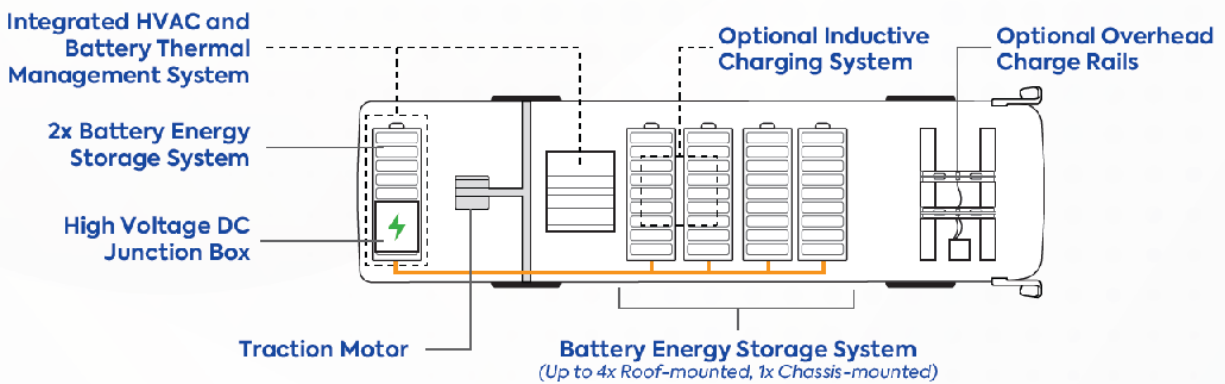 Integrated HVAC and
Battery Thermal
Management System
Optional Inductive
Charging System
Optional Overhead
Charge Rails
2x Battery Energy
Storage System
High Voltage DC
Junction Box
Traction Motor
Battery Energy Storage System
(Up to 4x Roof-mounted, 1x Chassis-mounted)